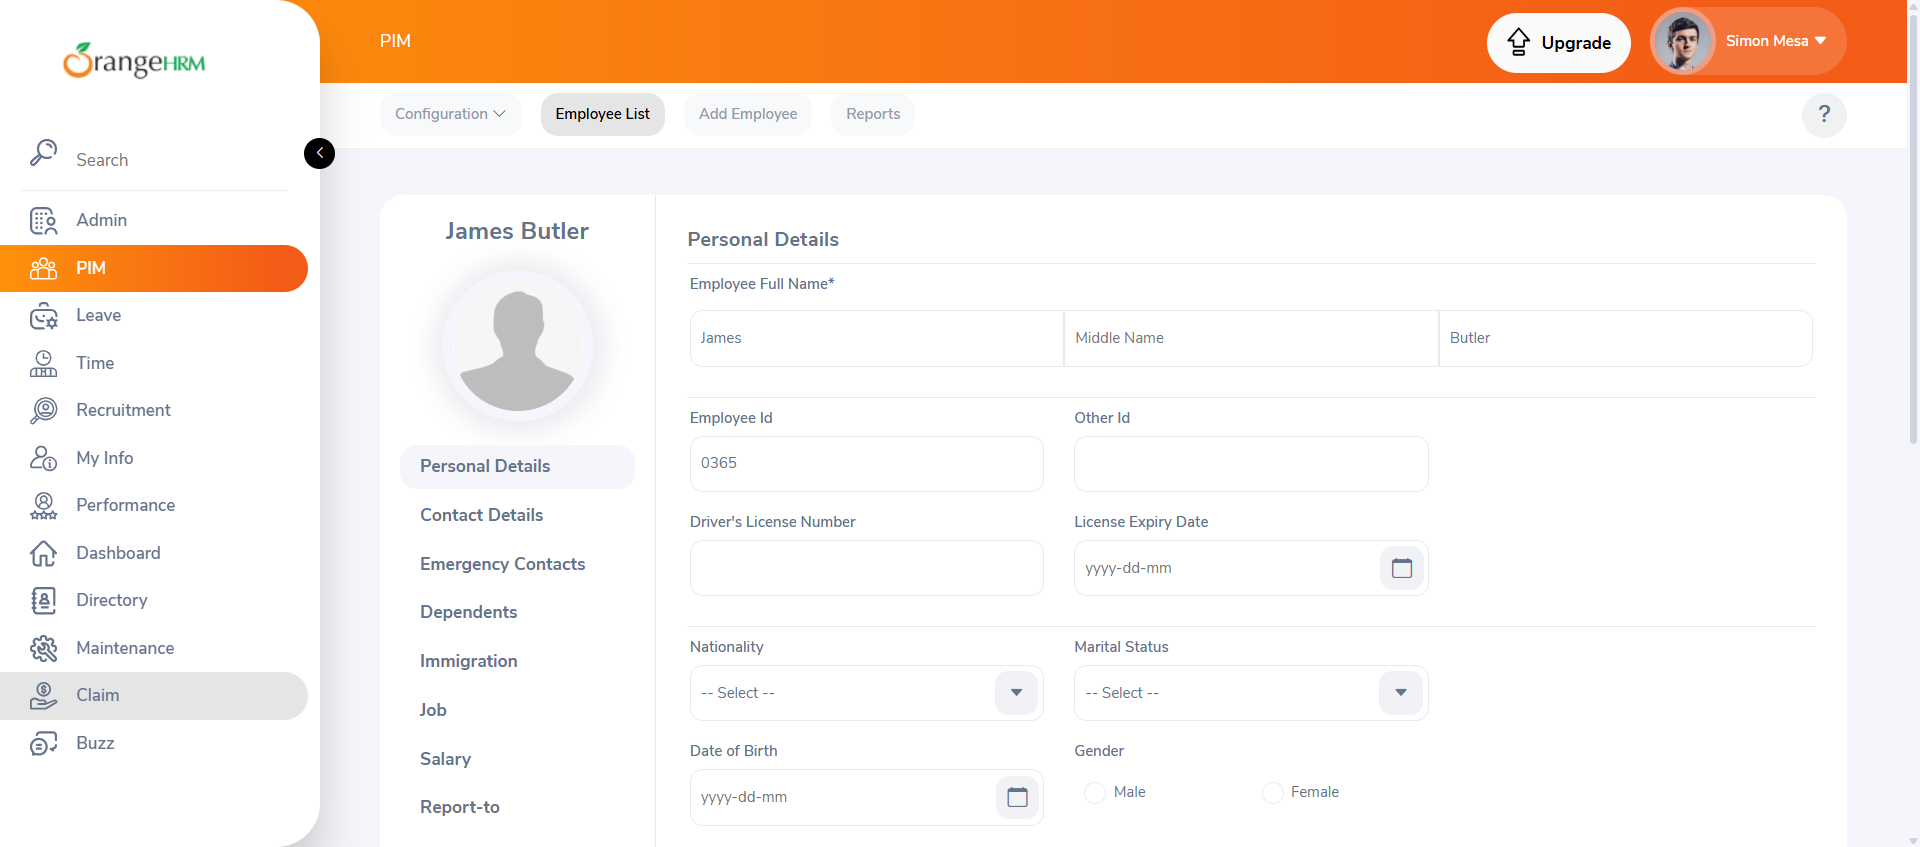 OrangeHRM
PIM
Upgrade
Simon Mesa
Configuration
Employee List
Add Employee
Reports
?
Search
Admin
PIM
Leave
Time
Recruitment
My Info
Performance
Dashboard
Directory
Maintenance
Claim
Buzz
James Butler
Personal Details
Contact Details
Emergency Contacts
Dependents
Immigration
Job
Salary
Report-to
Personal Details
Employee Full Name*
James
Middle Name
Butler
Employee Id
Other Id
0365
Driver's License Number
License Expiry Date
yyyy-dd-mm
Nationality
Marital Status
-- Select --
-- Select --
Date of Birth
Gender
yyyy-dd-mm
Male
Female